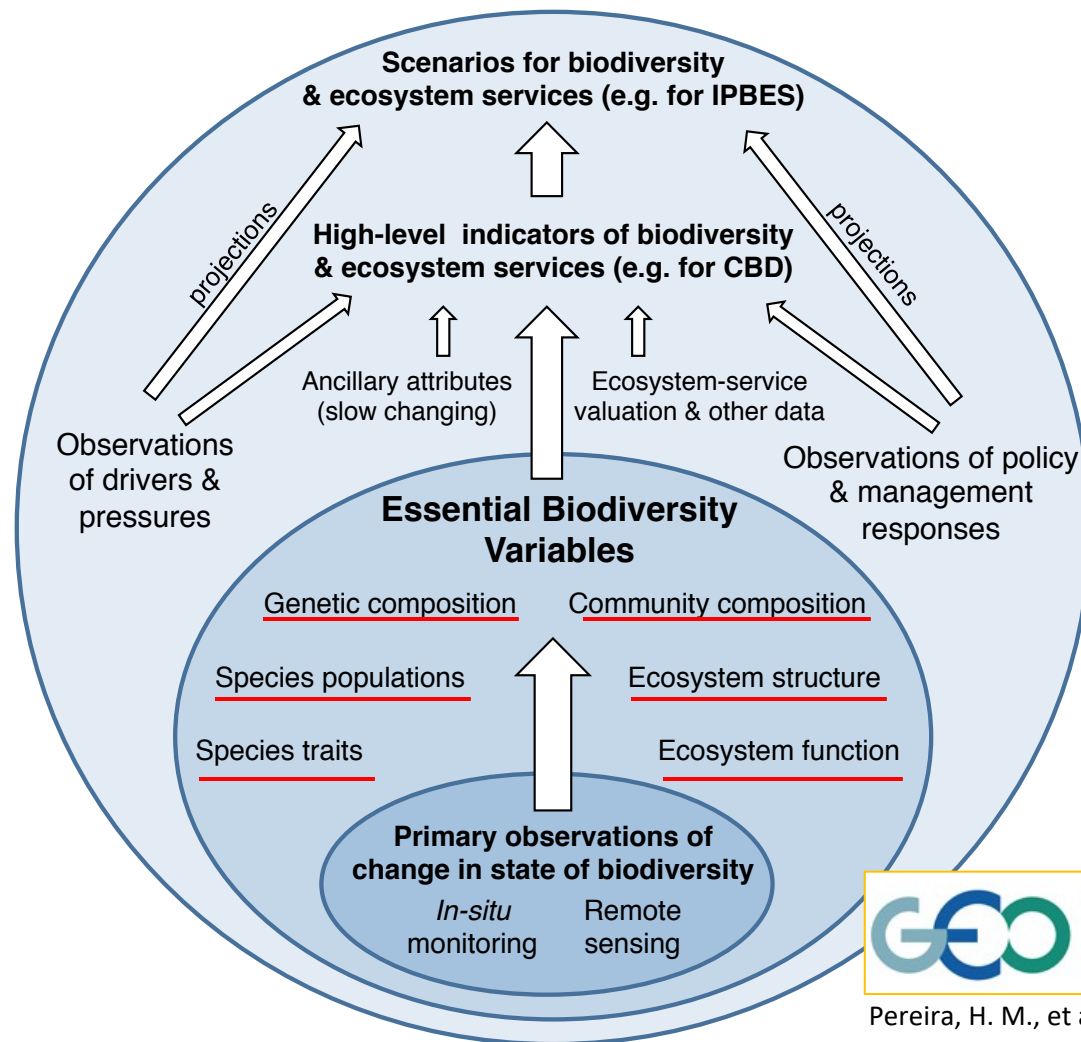 Scenarios for biodiversity
& ecosystem services (e.g. for IPBES)
projections
projections
High-level indicators of biodiversity
& ecosystem services (e.g. for CBD)
Ancillary attributes
(slow changing)
Ecosystem-service
valuation & other data
Observations
of drivers &
pressures
Observations of policy
& management
responses
Essential Biodiversity
Variables
Genetic composition
Community composition
Species populations
Ecosystem structure
Species traits
Ecosystem function
Primary observations of
change in state of biodiversity
In-situ
monitoring
Remote
sensing
GEO
Pereira, H. M., et a